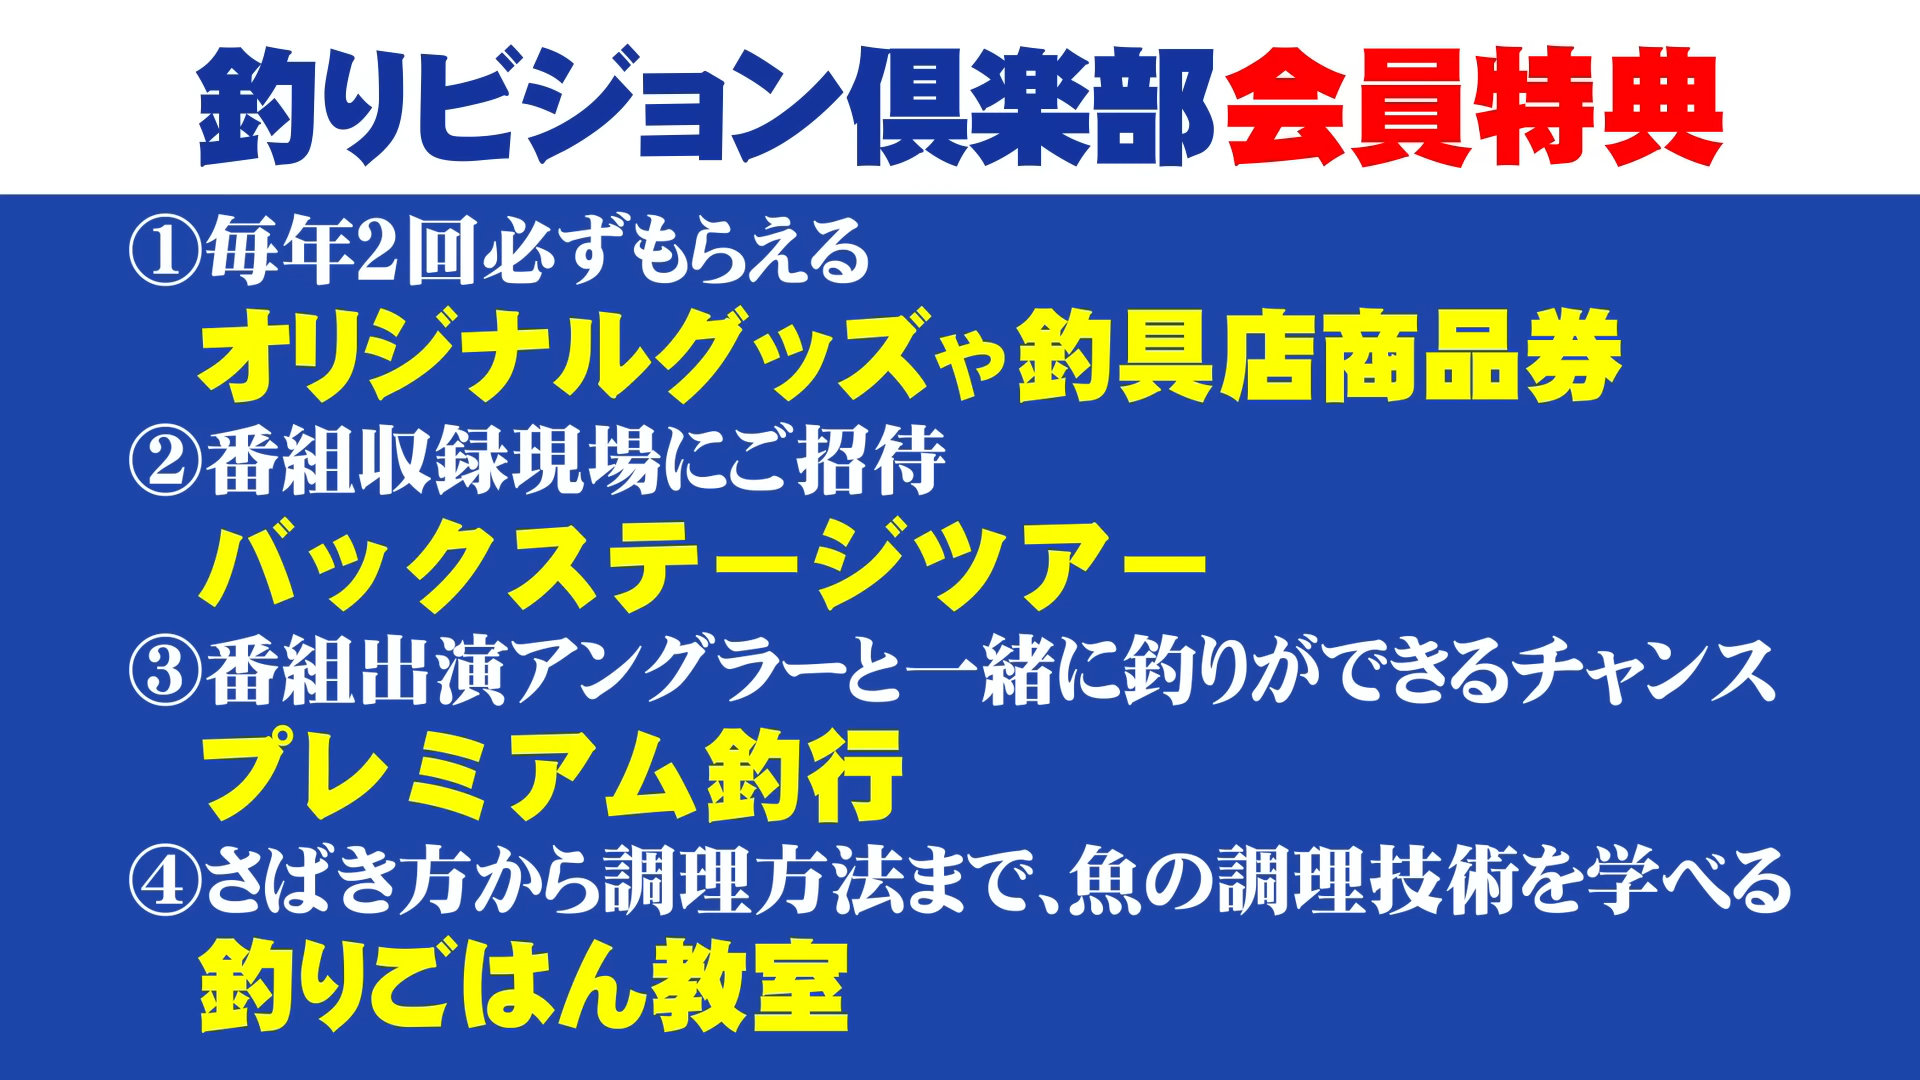 釣りビジョン倶楽部会員特典
①毎年2回必ずもらえる
オリジナルグッズや釣具店商品券
②番組収録現場にご招待
バックステージツアー
③番組出演アングラーと一緒に釣りができるチャンス
プレミアム釣行
④さばき方から調理方法まで、魚の調理技術を学べる
釣りごはん教室